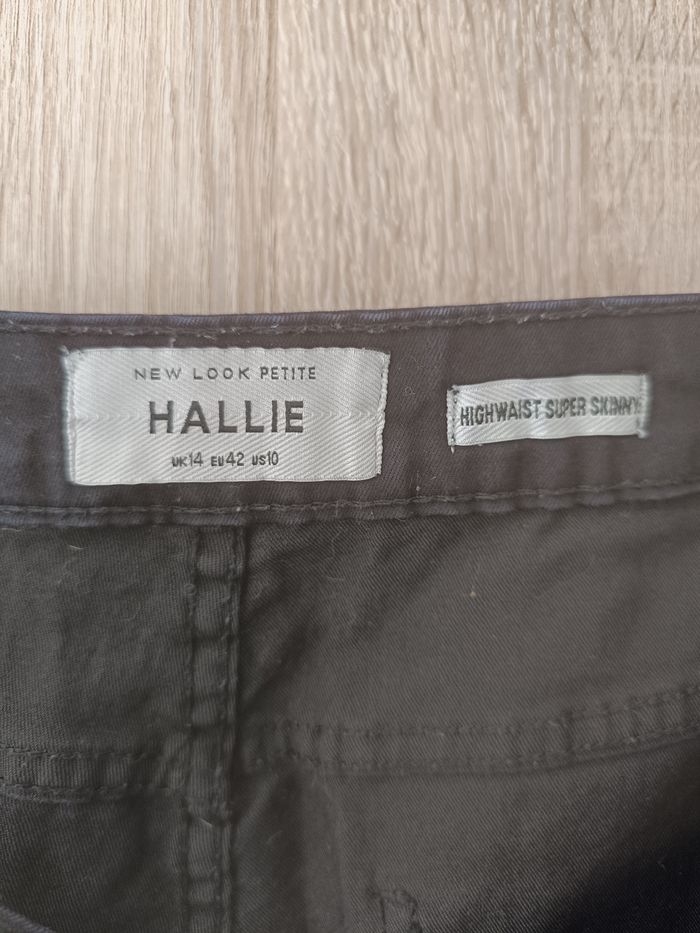 NEW LOOK PETITE
HALLIE
UK14 EU42 US10
HIGHWAIST SUPER SKINNY